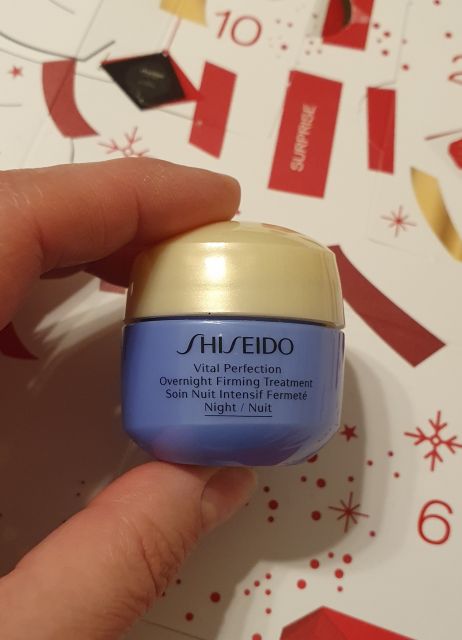 10
SURPRISE
SHISEIDO
Vital Perfection
Overnight Firming Treatment
Soin Nuit Intensif Fermeté
Night / Nuit
6